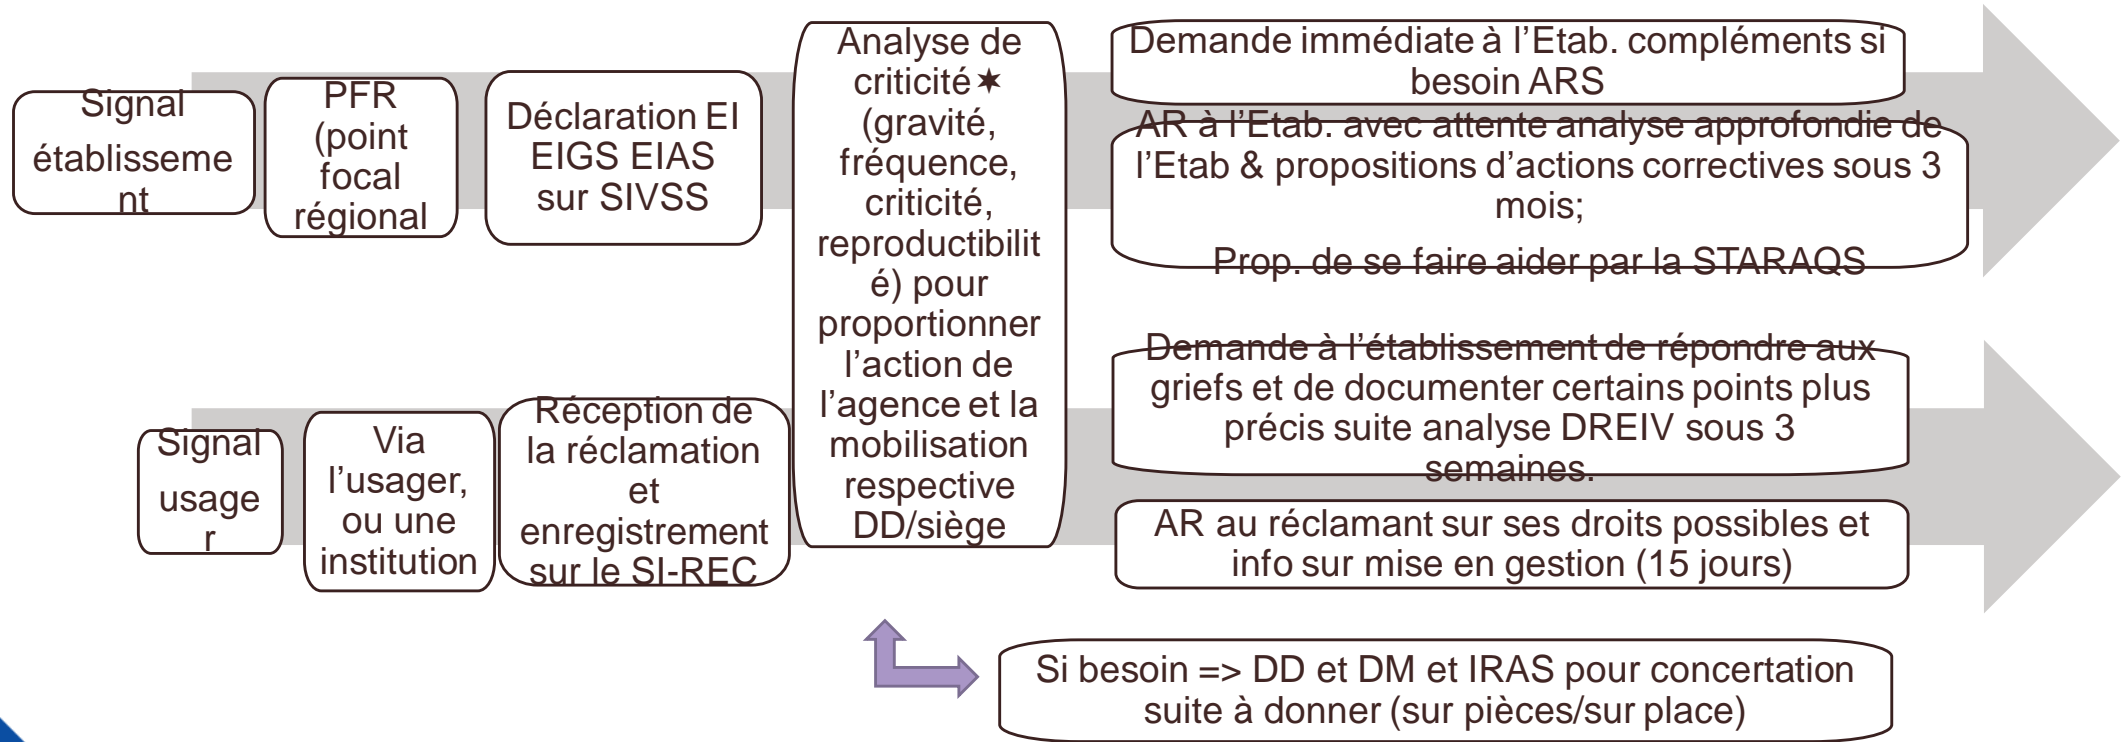 Signal
établisseme
nt
PFR
(point
focal
régional
Déclaration EI
EIGS EIAS
sur SIVSS
Analyse de
criticité ✶
(gravité,
fréquence,
criticité,
reproductibilit
é) pour
proportionner
l’action de
l’agence et la
mobilisation
respective
DD/siège
Demande immédiate à l’Etab. compléments si
besoin ARS
AR à l’Etab. avec attente analyse approfondie de
l’Etab & propositions d’actions correctives sous 3
mois;
Prop. de se faire aider par la STARAQS
Signal
usage
r
Via
l’usager,
ou une
institution
Réception de
la réclamation
et
enregistrement
sur le SI-REC
Demande à l’établissement de répondre aux
griefs et de documenter certains points plus
précis suite analyse DREIV sous 3
semaines.
AR au réclamant sur ses droits possibles et
info sur mise en gestion (15 jours)
Si besoin => DD et DM et IRAS pour concertation
suite à donner (sur pièces/sur place)